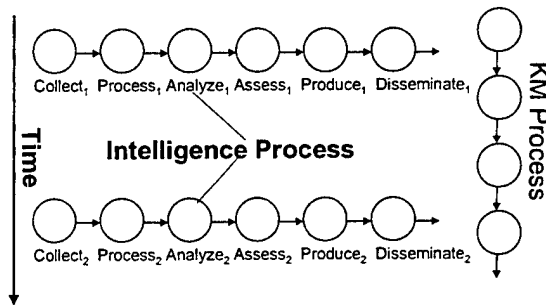 Collect₁ Process₁ Analyze₁ Assess₁ Produce₁ Disseminate₁
Time
Intelligence Process
KM Process
Collect₂ Process₂ Analyze₂ Assess₂ Produce₂ Disseminate₂